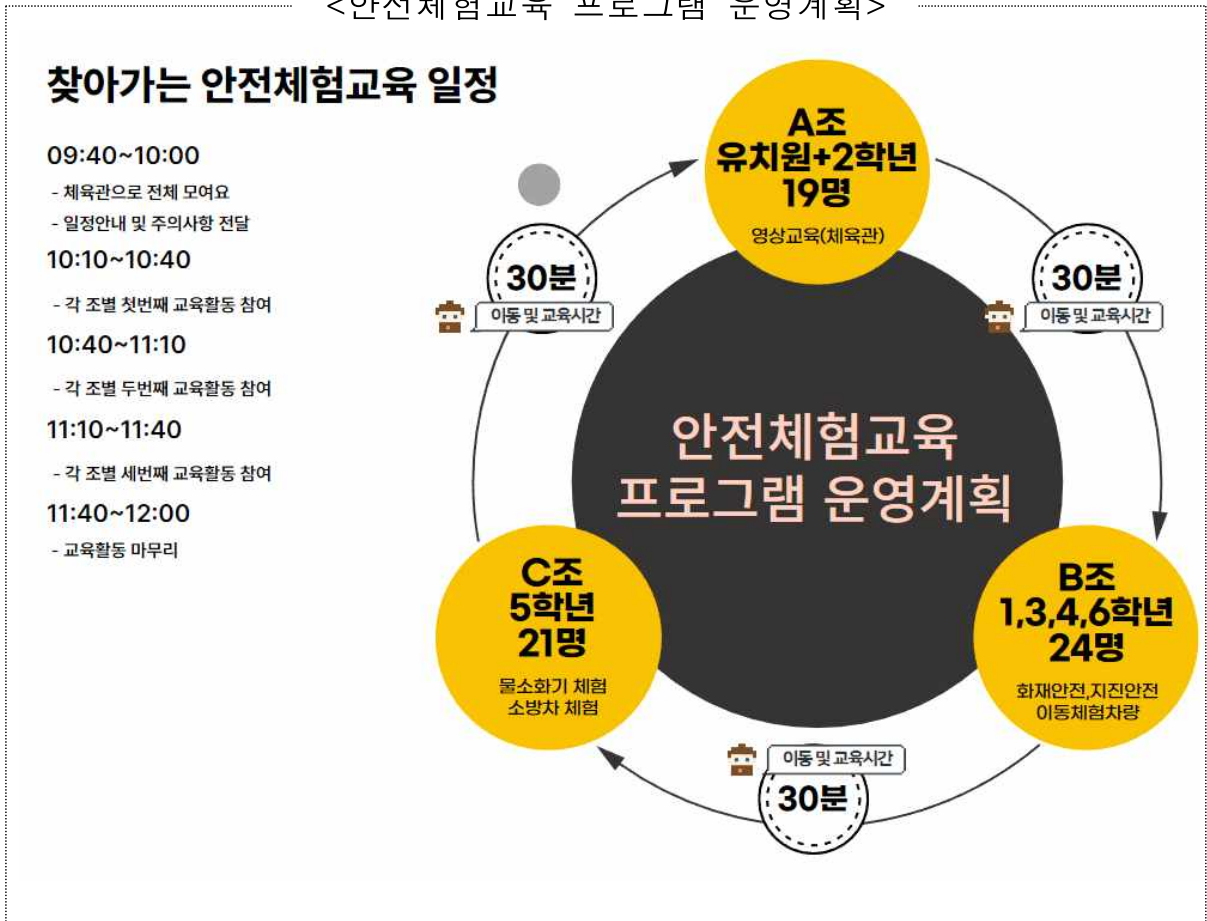 <안전체험교육 프로그램 운영계획>
찾아가는 안전체험교육 일정
09:40~10:00
- 체육관으로 전체 모여요
- 일정안내 및 주의사항 전달
10:10~10:40
- 각 조별 첫번째 교육활동 참여
10:40~11:10
- 각 조별 두번째 교육활동 참여
11:10~11:40
- 각 조별 세번째 교육활동 참여
11:40~12:00
- 교육활동 마무리
A조
유치원+2학년
19명
영상교육(체육관)
30분
이동 및 교육시간
30분
이동 및 교육시간
안전체험교육
프로그램 운영계획
C조
5학년
21명
물소화기 체험
소방차 체험
B조
1,3,4,6학년
24명
화재안전,지진안전
이동체험차량
이동 및 교육시간
30분